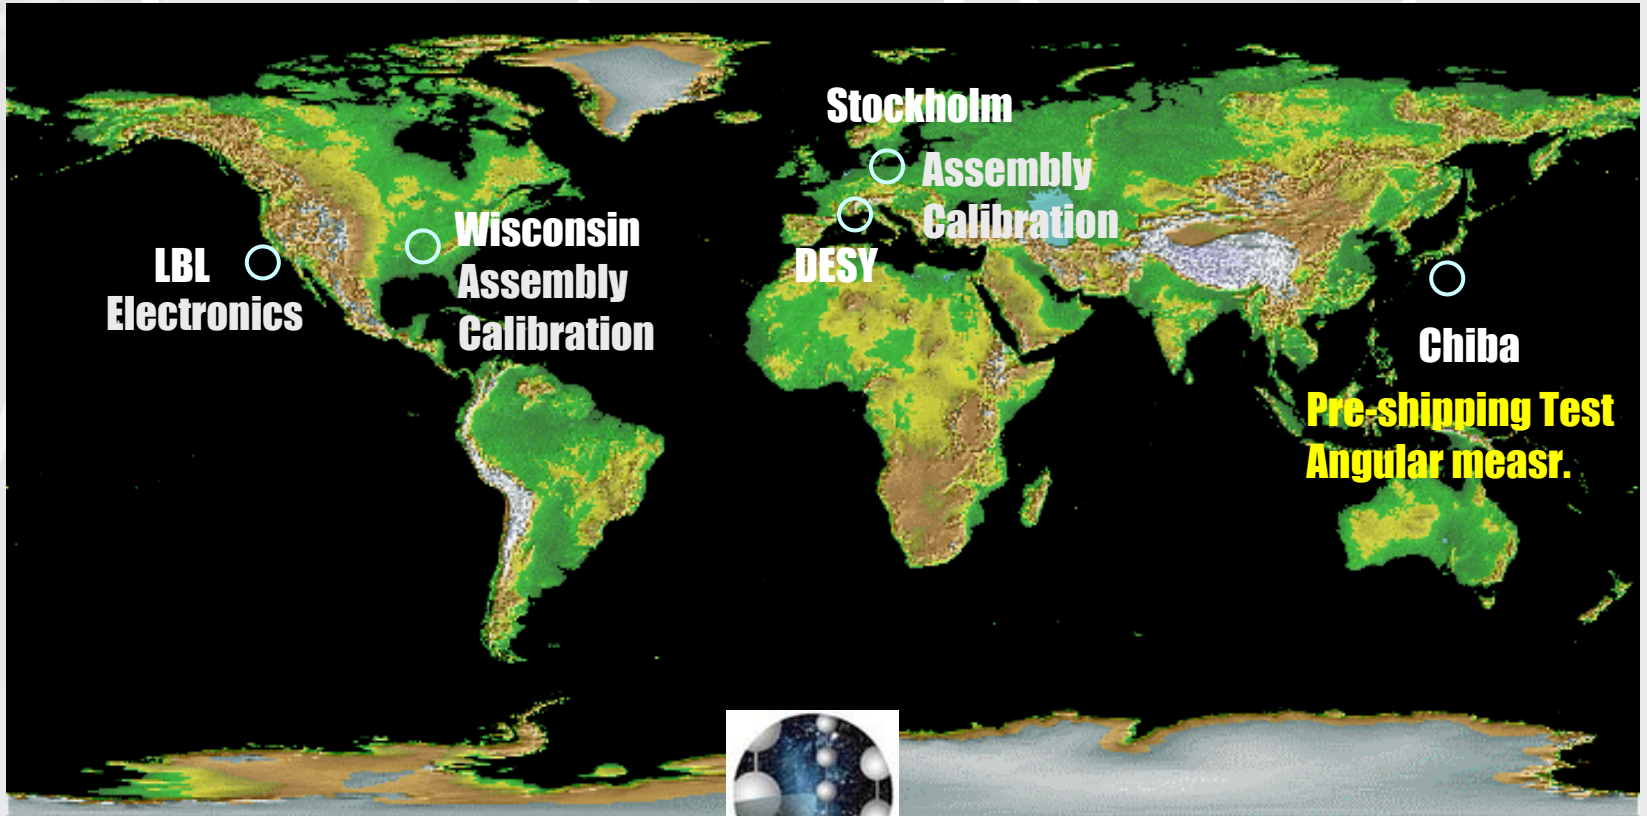 Stockholm
Assembly
Calibration
DESY
Wisconsin
Assembly
Calibration
LBL
Electronics
Chiba
Pre-shipping Test
Angular measr.